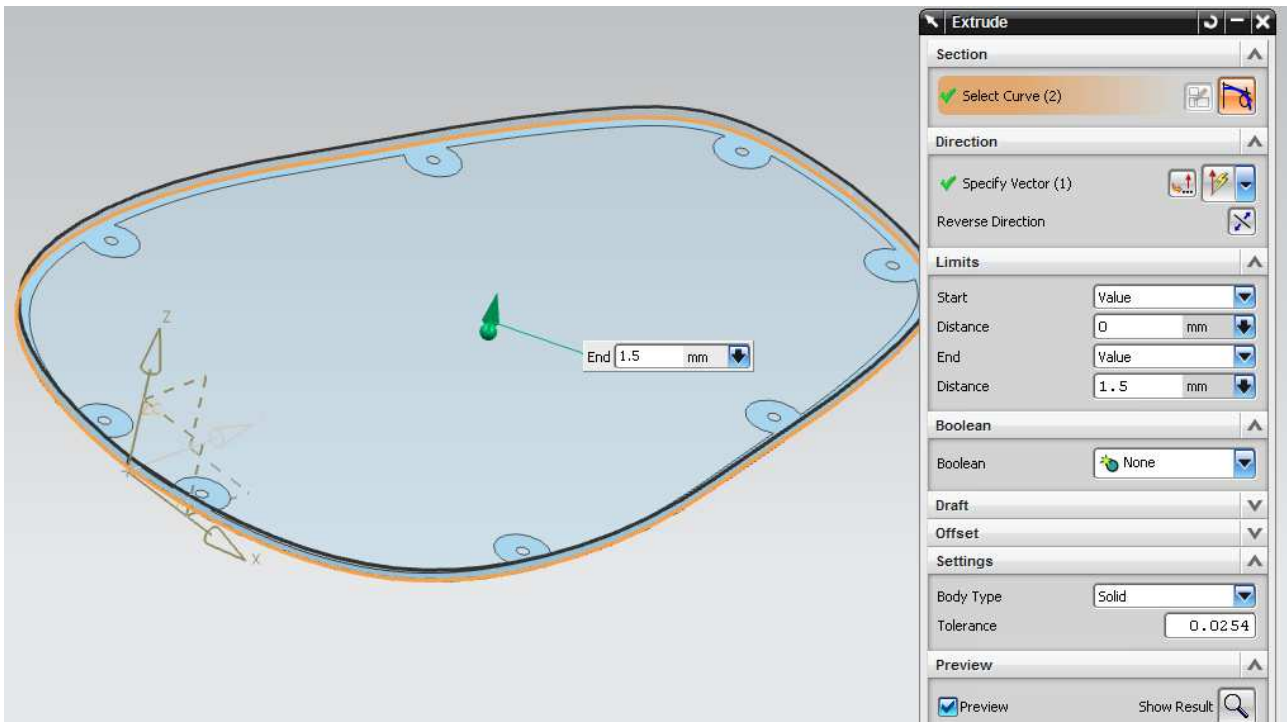 Extrude
Section
Select Curve (2)
Direction
Specify Vector (1)
Reverse Direction
Limits
Start Value
Distance 0 mm
End Value
Distance 1.5 mm
Boolean
Boolean None
Draft
Offset
Settings
Body Type Solid
Tolerance 0.0254
Preview
Preview Show Result
End 1.5 mm
Z
X